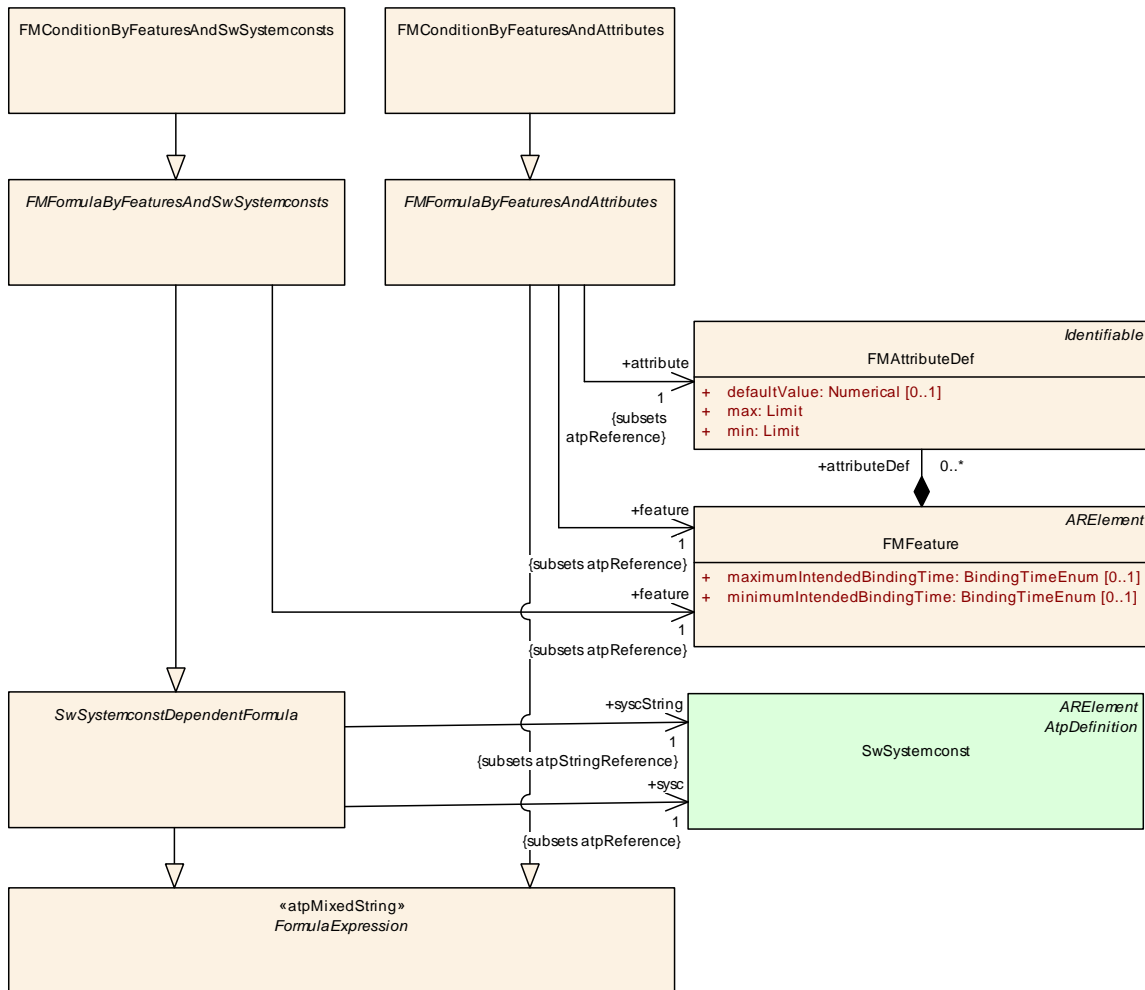 FMConditionByFeaturesAndSwSystemconsts
FMConditionByFeaturesAndAttributes
FMFormulaByFeaturesAndSwSystemconsts
FMFormulaByFeaturesAndAttributes
Identifiable
FMAttributeDef
+ defaultValue: Numerical [0..1]
+ max: Limit
+ min: Limit
+attribute
1
{subsets
atpReference}
+attributeDef 0..*
ARElement
FMFeature
+ maximumIntendedBindingTime: BindingTimeEnum [0..1]
+ minimumIntendedBindingTime: BindingTimeEnum [0..1]
+feature
1
{subsets atpReference}
+feature
1
{subsets atpReference}
SwSystemconstDependentFormula
+syscString
1
{subsets atpStringReference}
+sysc
1
{subsets atpReference}
ARElement
AtpDefinition
SwSystemconst
«atpMixedString»
FormulaExpression